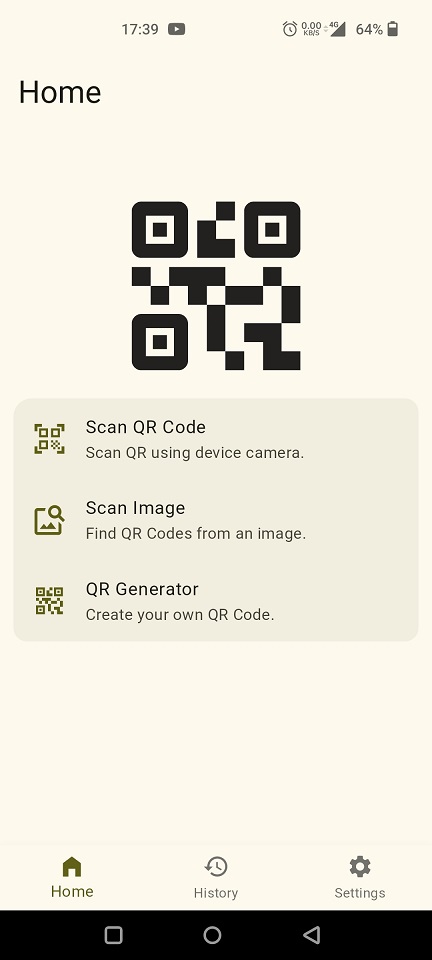 17:39
0.00
KB/S
4G
64%
Home
Scan QR Code
Scan QR using device camera.
Scan Image
Find QR Codes from an image.
QR Generator
Create your own QR Code.
Home
History
Settings